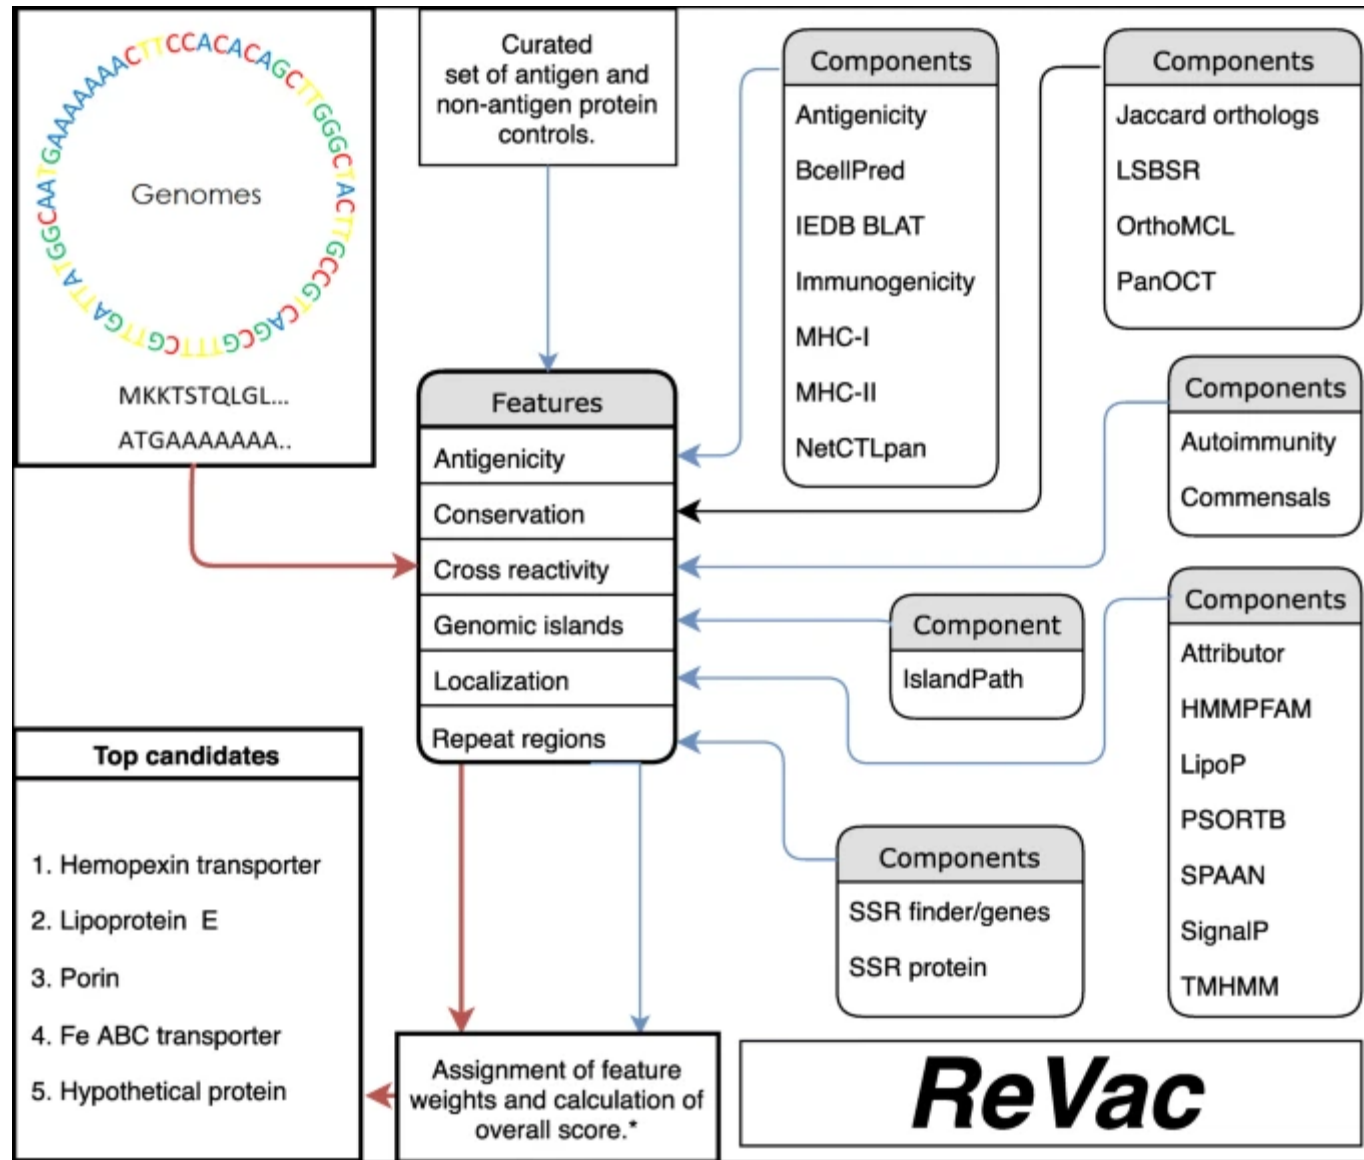 ATGAAAAAAACTTCCACACAGCTTGGGCTACTTGCCGTCAGCGTTTCGTTGATTATGGCA
Genomes
MKKTSTQLGL...
ATGAAAAAAA..
Curated
set of antigen and
non-antigen protein
controls.
Components
Antigenicity
BcellPred
IEDB BLAT
Immunogenicity
MHC-I
MHC-II
NetCTLpan
Components
Jaccard orthologs
LSBSR
OrthoMCL
PanOCT
Features
Antigenicity
Conservation
Cross reactivity
Genomic islands
Localization
Repeat regions
Components
Autoimmunity
Commensals
Component
IslandPath
Components
Attributor
HMMPFAM
LipoP
PSORTB
SPAAN
SignalP
TMHMM
Components
SSR finder/genes
SSR protein
Top candidates
1. Hemopexin transporter
2. Lipoprotein E
3. Porin
4. Fe ABC transporter
5. Hypothetical protein
Assignment of feature
weights and calculation of
overall score.*
ReVac